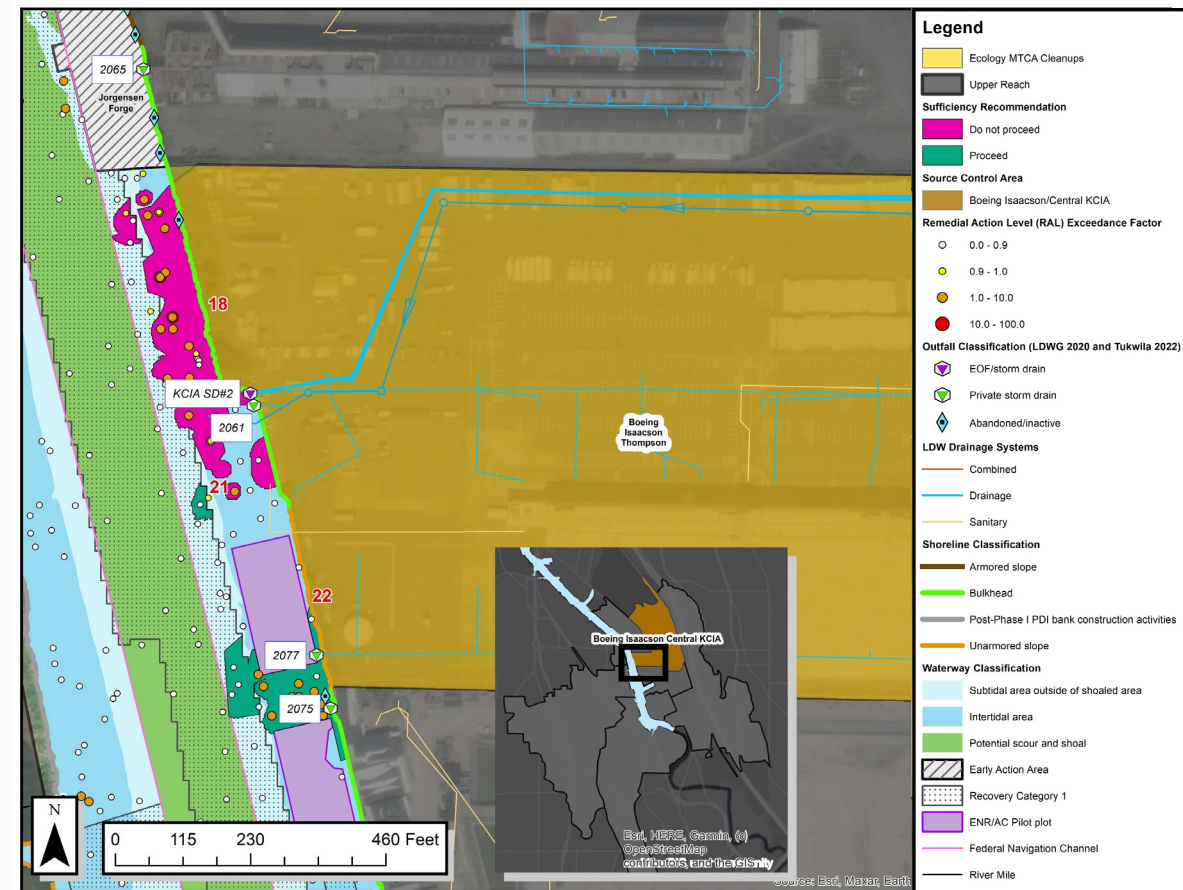 2065
Jorgensen
Forge
18
KCIA SD#2
2061
21
Boeing
Isaacson
Thompson
22
2077
2075
N
0 115 230 460 Feet
Boeing Isaacson Central KCIA
Esri, HERE, Garmin, (c)
OpenStreetMap
contributors, and the GIS
Source: Esri, Maxar, Earth
Legend
Ecology MTCA Cleanups
Upper Reach
Sufficiency Recommendation
Do not proceed
Proceed
Source Control Area
Boeing Isaacson/Central KCIA
Remedial Action Level (RAL) Exceedance Factor
0.0 - 0.9
0.9 - 1.0
1.0 - 10.0
10.0 - 100.0
Outfall Classification (LDWG 2020 and Tukwila 2022)
EOF/storm drain
Private storm drain
Abandoned/inactive
LDW Drainage Systems
Combined
Drainage
Sanitary
Shoreline Classification
Armored slope
Bulkhead
Post-Phase I PDI bank construction activities
Unarmored slope
Waterway Classification
Subtidal area outside of shoaled area
Intertidal area
Potential scour and shoal
Early Action Area
Recovery Category 1
ENR/AC Pilot plot
Federal Navigation Channel
River Mile